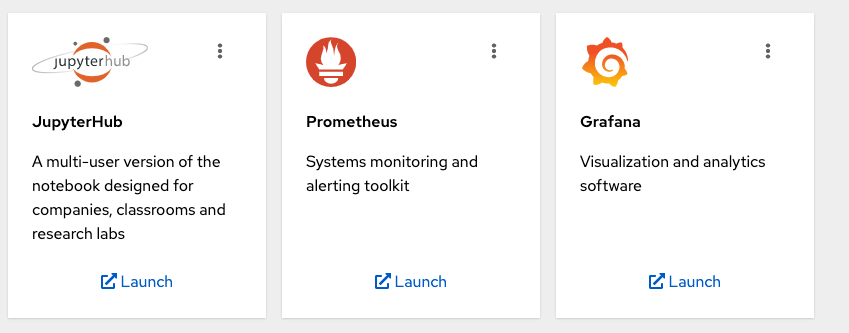 jupyterhub
JupyterHub
A multi-user version of the
notebook designed for
companies, classrooms and
research labs
Launch
Prometheus
Systems monitoring and
alerting toolkit
Launch
Grafana
Visualization and analytics
software
Launch